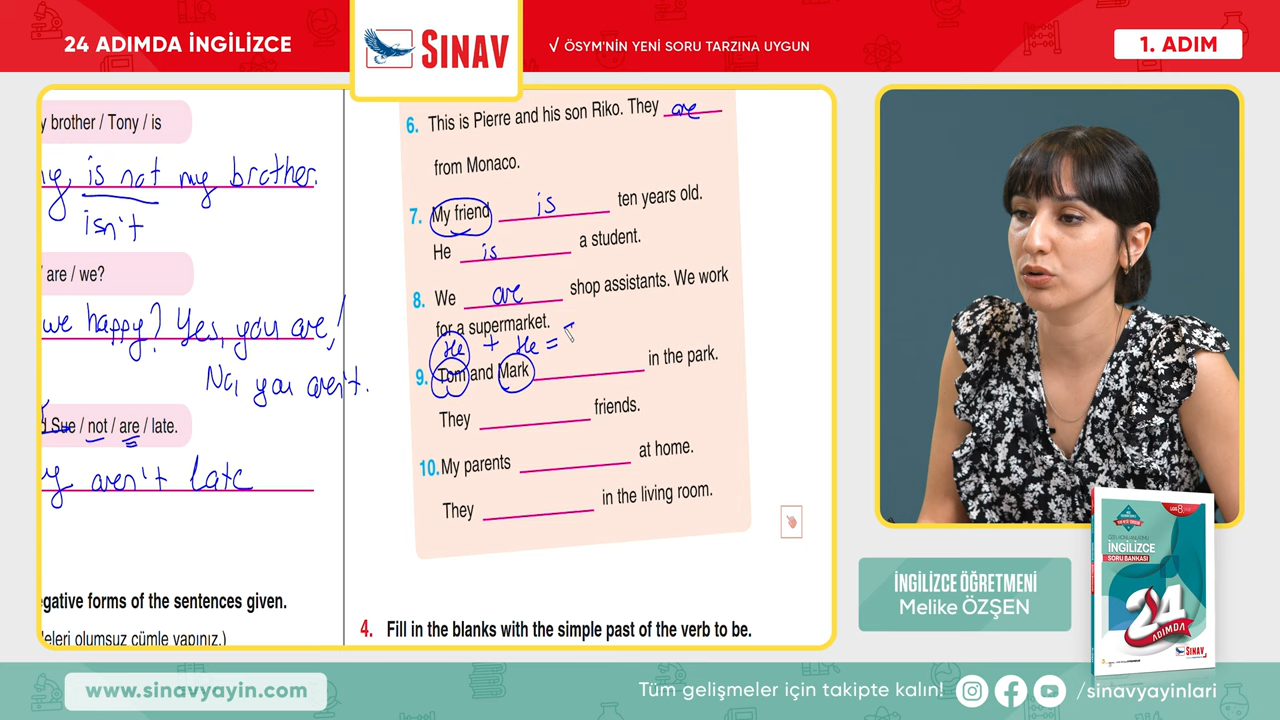 24 ADIMDA İNGİLİZCE
SINAV
√ ÖSYM'NİN YENİ SORU TARZINA UYGUN
1. ADIM
y brother / Tony / is
is not my brother.
isn't
/ are / we?
we happy? Yes, you are!
No, you aren't.
d Sue / not / are / late.
aren't late
egative forms of the sentences given.
leleri olumsuz cümle yapınız.)
6. This is Pierre and his son Riko. They are
from Monaco.
7. My friend is ten years old.
He is a student.
8. We are shop assistants. We work
for a supermarket.
He + He =
9. Tom and Mark in the park.
They friends.
10. My parents at home.
They in the living room.
4. Fill in the blanks with the simple past of the verb to be.
İNGİLİZCE ÖĞRETMENİ
Melike ÖZŞEN
İNGİLİZCE
SORU BANKASI
24
ADIMDA
SINAV
www.sinavyayin.com
Tüm gelişmeler için takipte kalın!
/sinavyayinlari